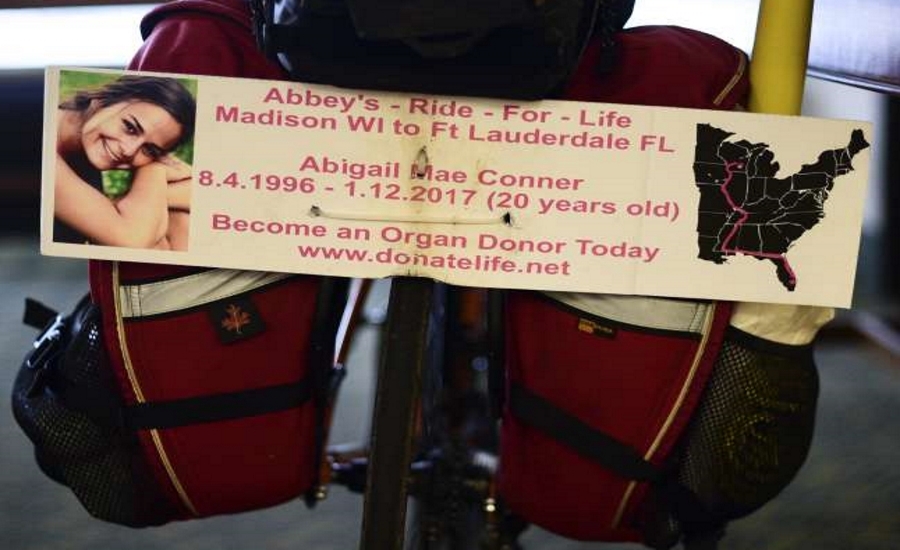 Abbey's - Ride - For - Life
Madison WI to Ft Lauderdale FL
Abigail Mae Conner
8.4.1996 - 1.12.2017 (20 years old)
Become an Organ Donor Today
www.donatelife.net